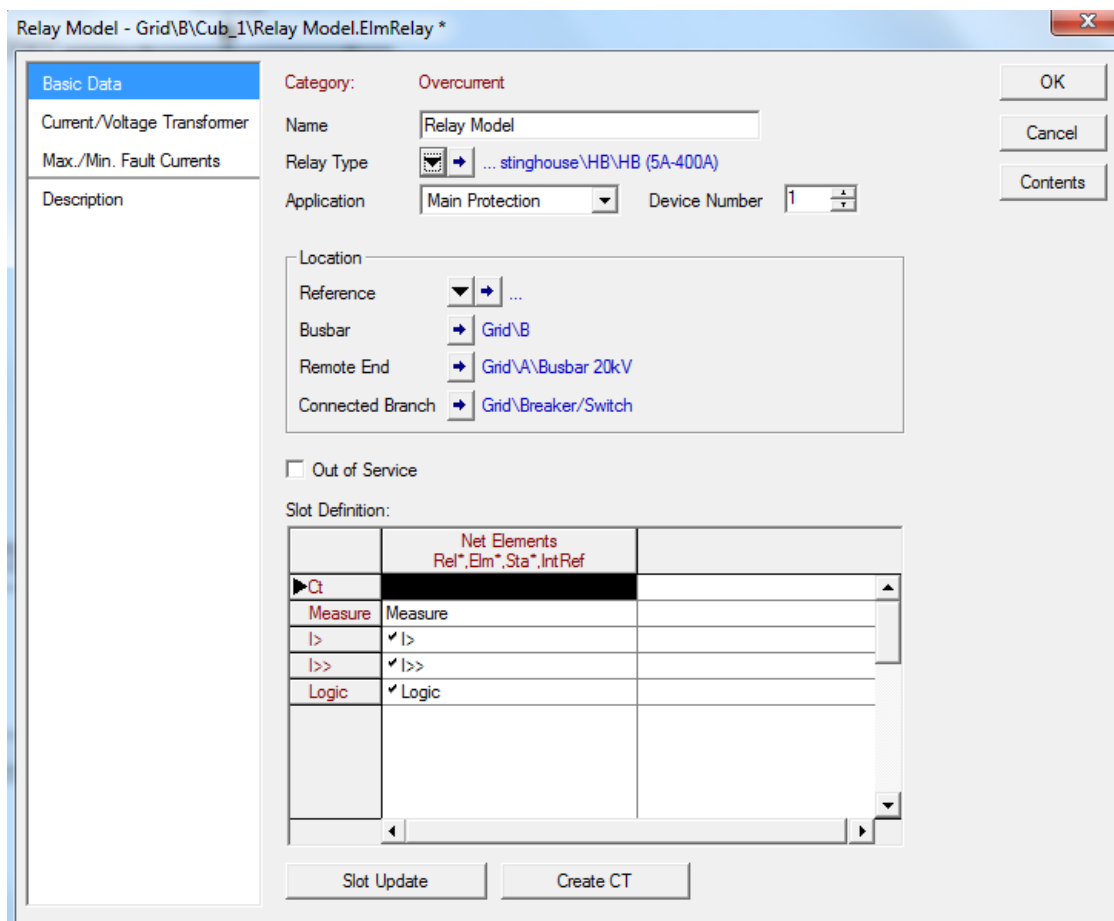 Relay Model - Grid\B\Cub_1\Relay Model.ElmRelay *
Basic Data
Current/Voltage Transformer
Max./Min. Fault Currents
Description
Category: Overcurrent
Name Relay Model
Relay Type ... stinghouse\HB\HB (5A-400A)
Application Main Protection Device Number 1
Location
Reference ...
Busbar Grid\B
Remote End Grid\A\Busbar 20kV
Connected Branch Grid\Breaker/Switch
Out of Service
Slot Definition:
Net Elements
Rel*,Elm*,Sta*,IntRef
Ct
Measure Measure
I> I>
I>> I>>
Logic Logic
Slot Update Create CT
OK
Cancel
Contents